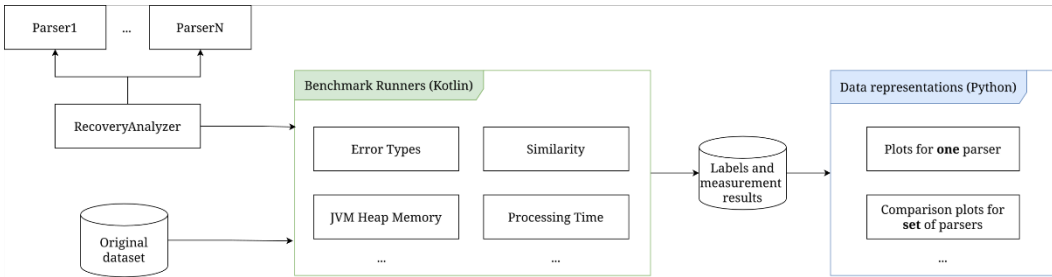 Parser1
...
ParserN
RecoveryAnalyzer
Original
dataset
Benchmark Runners (Kotlin)
Error Types
Similarity
JVM Heap Memory
Processing Time
...
...
Labels and
measurement
results
Data representations (Python)
Plots for one parser
Comparison plots for
set of parsers
...